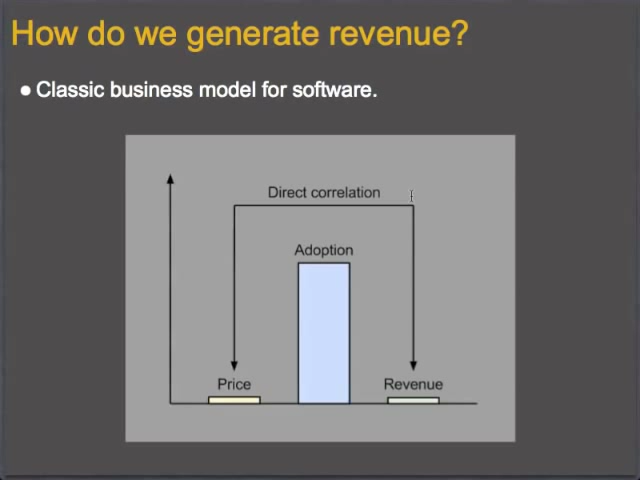 How do we generate revenue?
● Classic business model for software.
Direct correlation
Adoption
Price
Revenue